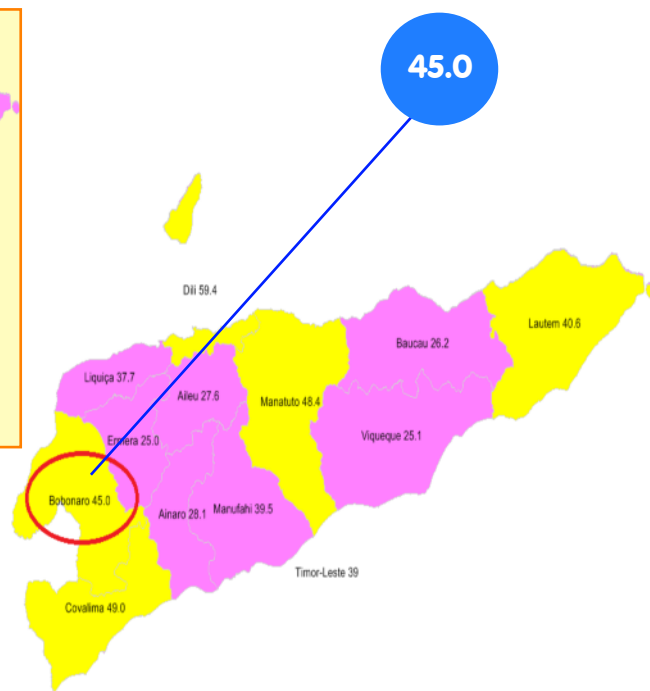 45.0
Dili 59.4
Lautem 40.6
Baucau 26.2
Liquiça 37.7
Aileu 27.6
Manatuto 48.4
Ermera 25.0
Viqueque 25.1
Bobonaro 45.0
Ainaro 28.1
Manufahi 39.5
Timor-Leste 39
Covalima 49.0